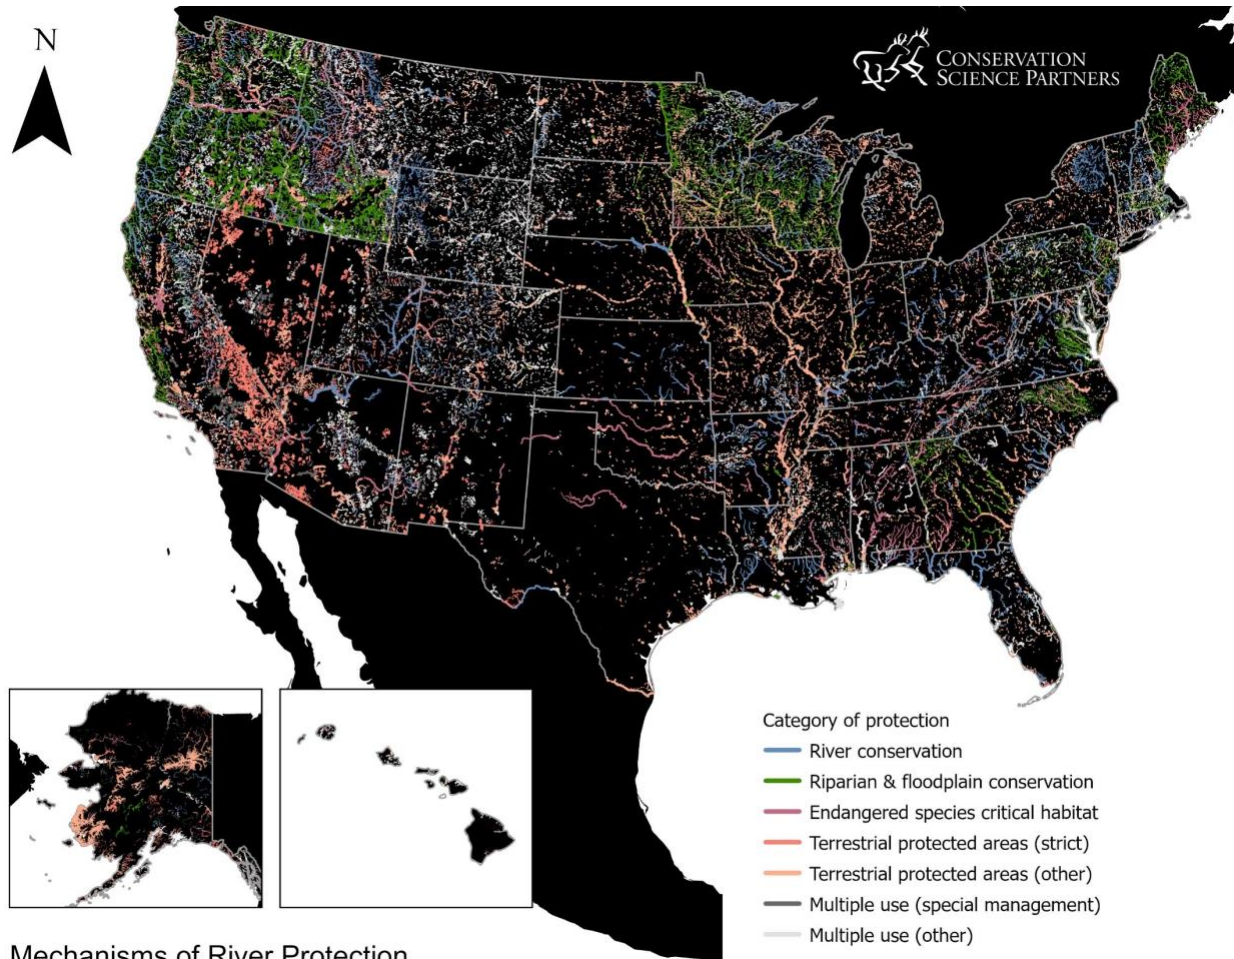 N
CONSERVATION
SCIENCE PARTNERS
Category of protection
River conservation
Riparian & floodplain conservation
Endangered species critical habitat
Terrestrial protected areas (strict)
Terrestrial protected areas (other)
Multiple use (special management)
Multiple use (other)
Mechanisms of River Protection